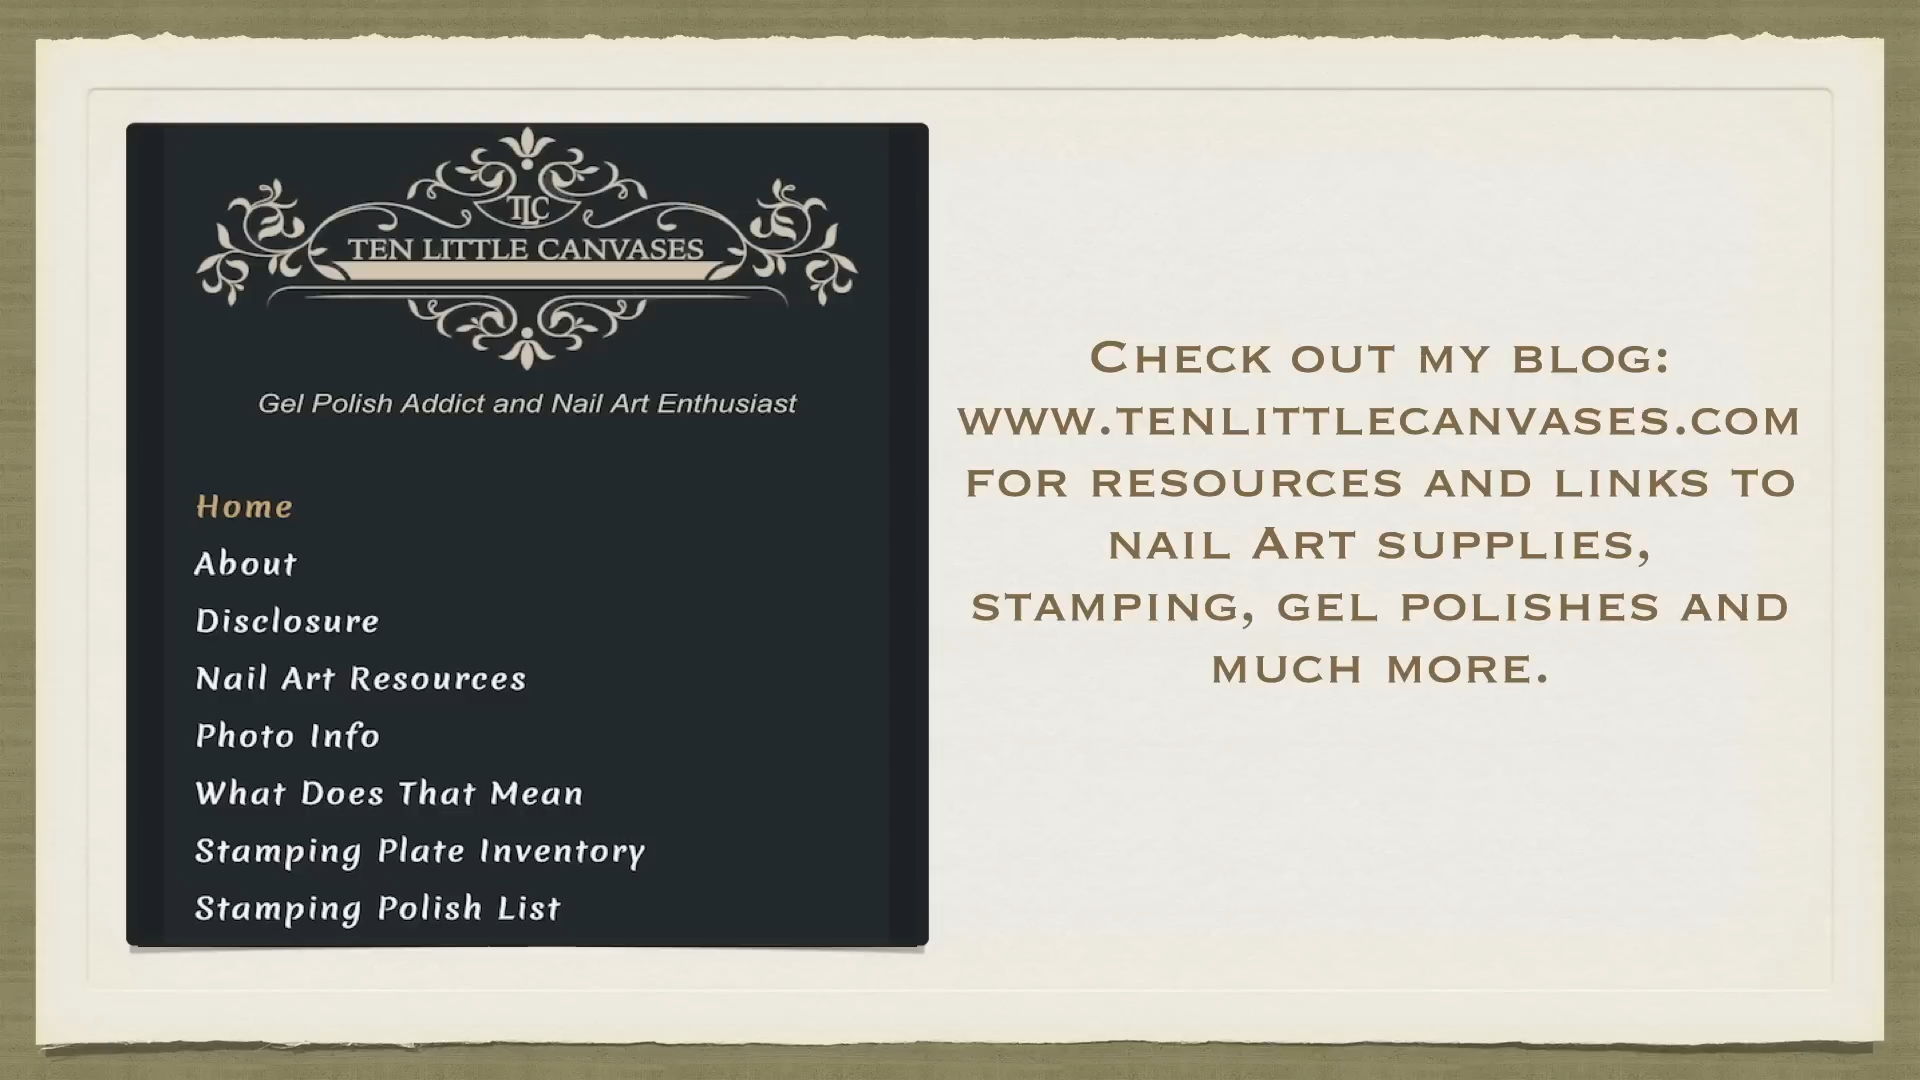 TLC
TEN LITTLE CANVASES
Gel Polish Addict and Nail Art Enthusiast
Home
About
Disclosure
Nail Art Resources
Photo Info
What Does That Mean
Stamping Plate Inventory
Stamping Polish List
Check out my blog:
www.tenlittlecanvases.com
for resources and links to
nail Art supplies,
stamping, gel polishes and
much more.